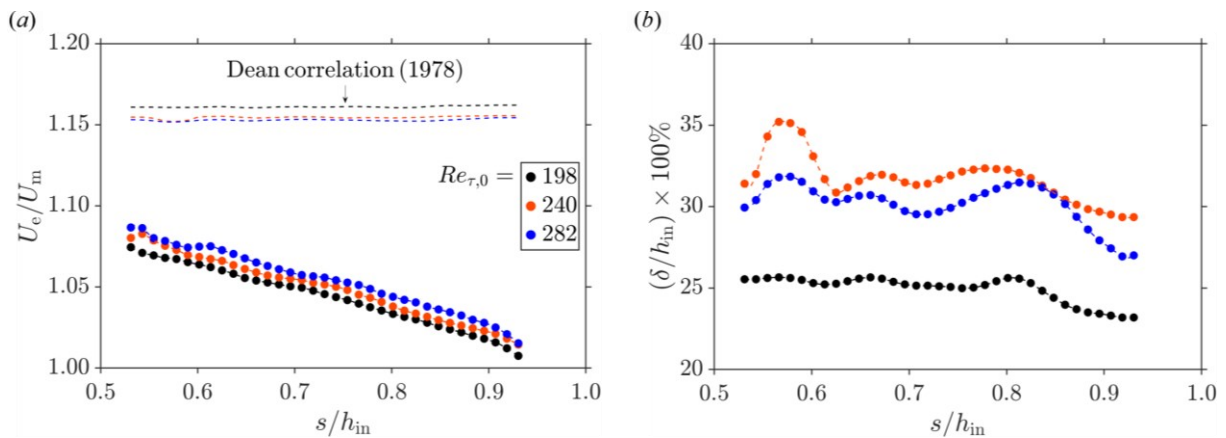 (a)
1.20
1.15
1.10
1.05
1.00
U_e/U_m
Dean correlation (1978)
Re_{τ,0} =
198
240
282
0.5 0.6 0.7 0.8 0.9 1.0
s/h_in
(b)
40
35
30
25
20
(δ/h_in) × 100%
0.5 0.6 0.7 0.8 0.9 1.0
s/h_in